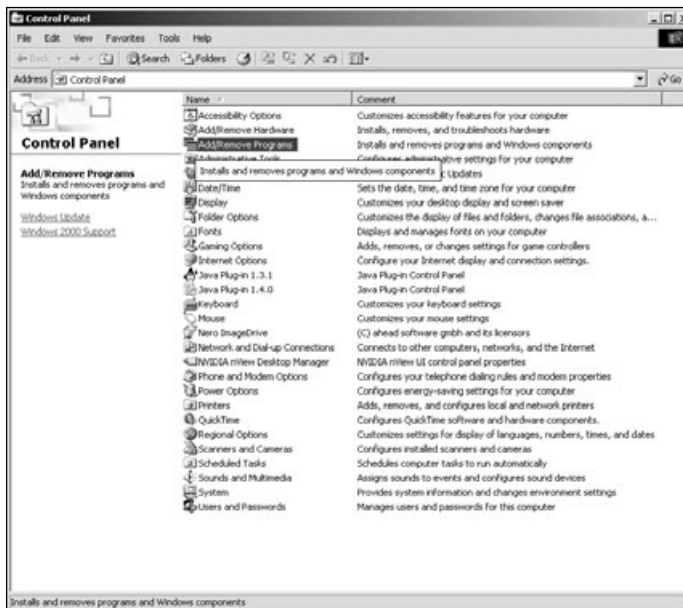 Control Panel
File Edit View Favorites Tools Help
Back Search Folders
Address Control Panel Go
Control Panel
Add/Remove Programs
Installs and removes programs and
Windows components
Windows Update
Windows 2000 Support
Name Comment
Accessibility Options Customizes accessibility features for your computer
Add/Remove Hardware Installs, removes, and troubleshoots hardware
Add/Remove Programs Installs and removes programs and Windows components
Administrative Tools Configures administrative settings for your computer
Installs and removes programs and Windows components Updates
Date/Time Sets the date, time, and time zone for your computer
Display Customizes your desktop display and screen saver
Folder Options Customizes the display of files and folders, changes file associations, a...
Fonts Displays and manages fonts on your computer
Gaming Options Adds, removes, or changes settings for game controllers
Internet Options Configure your Internet display and connection settings.
Java Plug-in 1.3.1 Java Plug-in Control Panel
Java Plug-in 1.4.0 Java Plug-in Control Panel
Keyboard Customizes your keyboard settings
Mouse Customizes your mouse settings
Nero ImageDrive (C) ahead software gmbh and its licensors
Network and Dial-up Connections Connects to other computers, networks, and the Internet
NVIDIA nView Desktop Manager NVIDIA nView UI control panel properties
Phone and Modem Options Configures your telephone dialing rules and modem properties
Power Options Configures energy-saving settings for your computer
Printers Adds, removes, and configures local and network printers
QuickTime Configures QuickTime software and hardware components.
Regional Options Customizes settings for display of languages, numbers, times, and dates
Scanners and Cameras Configures installed scanners and cameras
Scheduled Tasks Schedules computer tasks to run automatically
Sounds and Multimedia Assigns sounds to events and configures sound devices
System Provides system information and changes environment settings
Users and Passwords Manages users and passwords for this computer
Installs and removes programs and Windows components